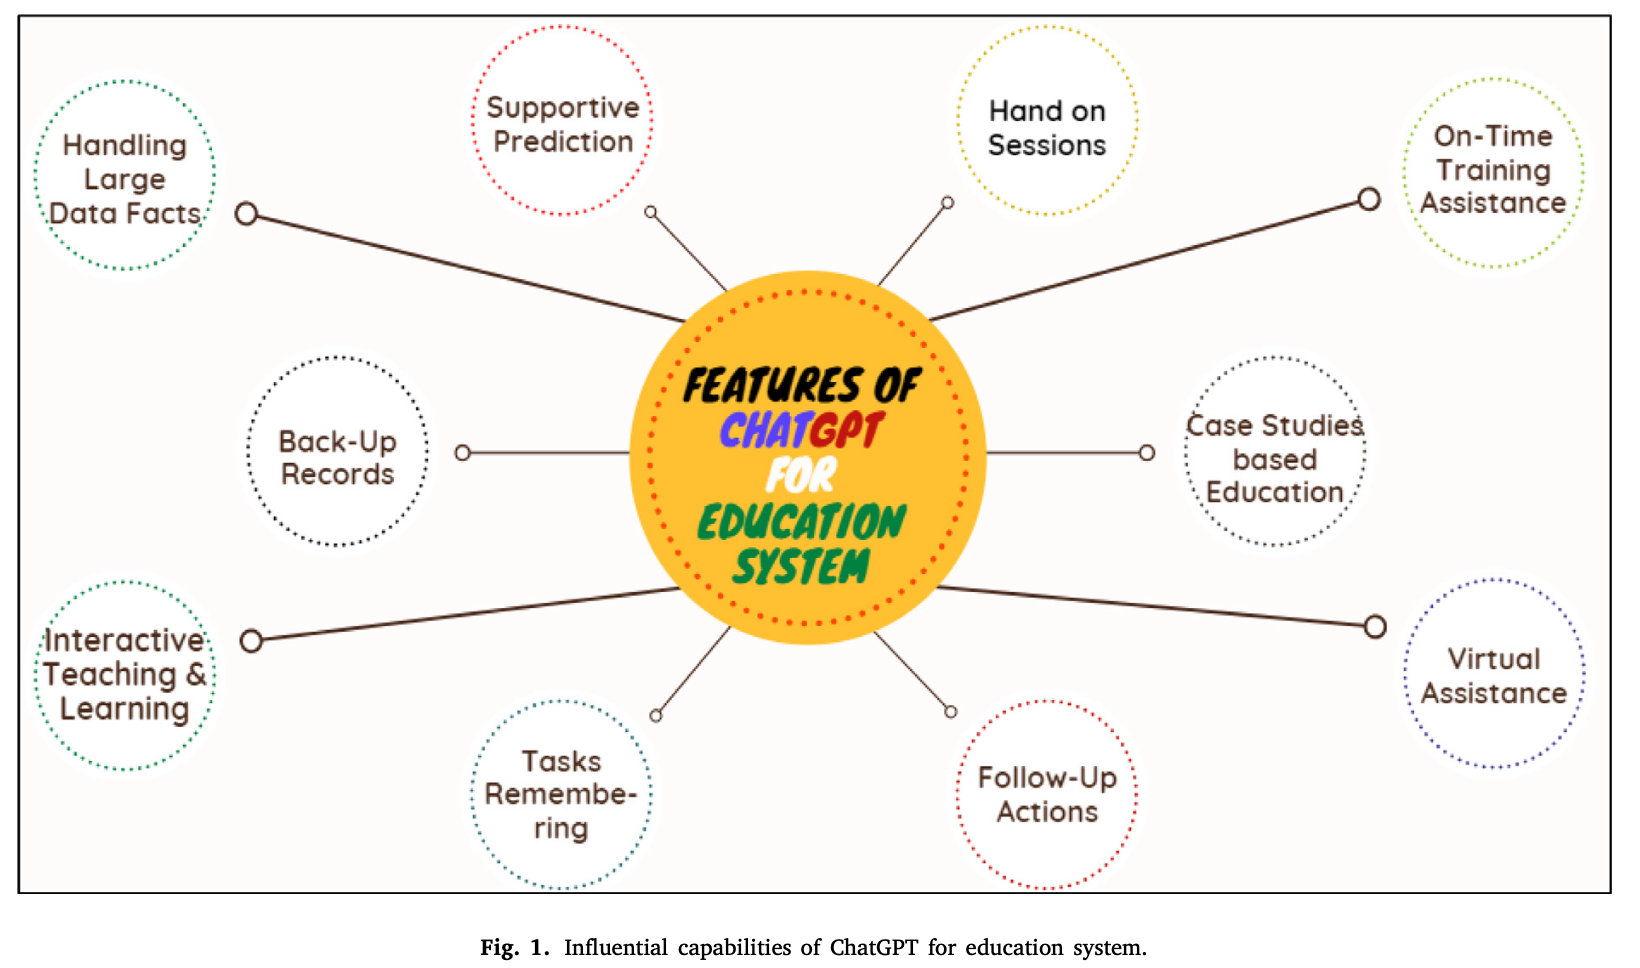 Supportive
Prediction
Hand on
Sessions
Handling
Large
Data Facts
On-Time
Training
Assistance
Back-Up
Records
FEATURES OF
CHATGPT
FOR
EDUCATION
SYSTEM
Case Studies
based
Education
Interactive
Teaching &
Learning
Virtual
Assistance
Tasks
Remembe-
ring
Follow-Up
Actions
Fig. 1. Influential capabilities of ChatGPT for education system.